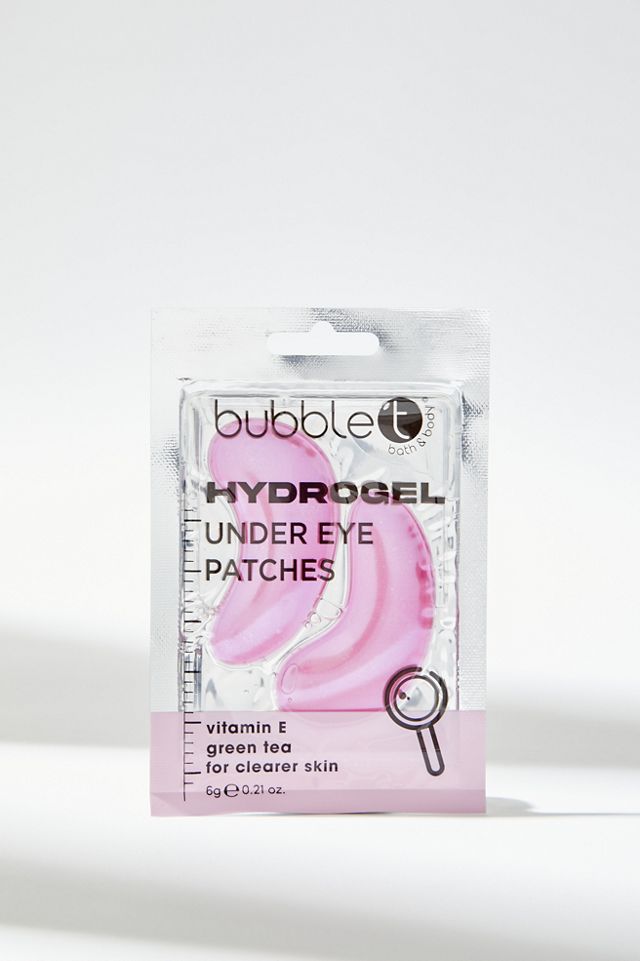 bubble t
bath & body
HYDROGEL
UNDER EYE
PATCHES
vitamin E
green tea
for clearer skin
6g ℮ 0.21 oz.